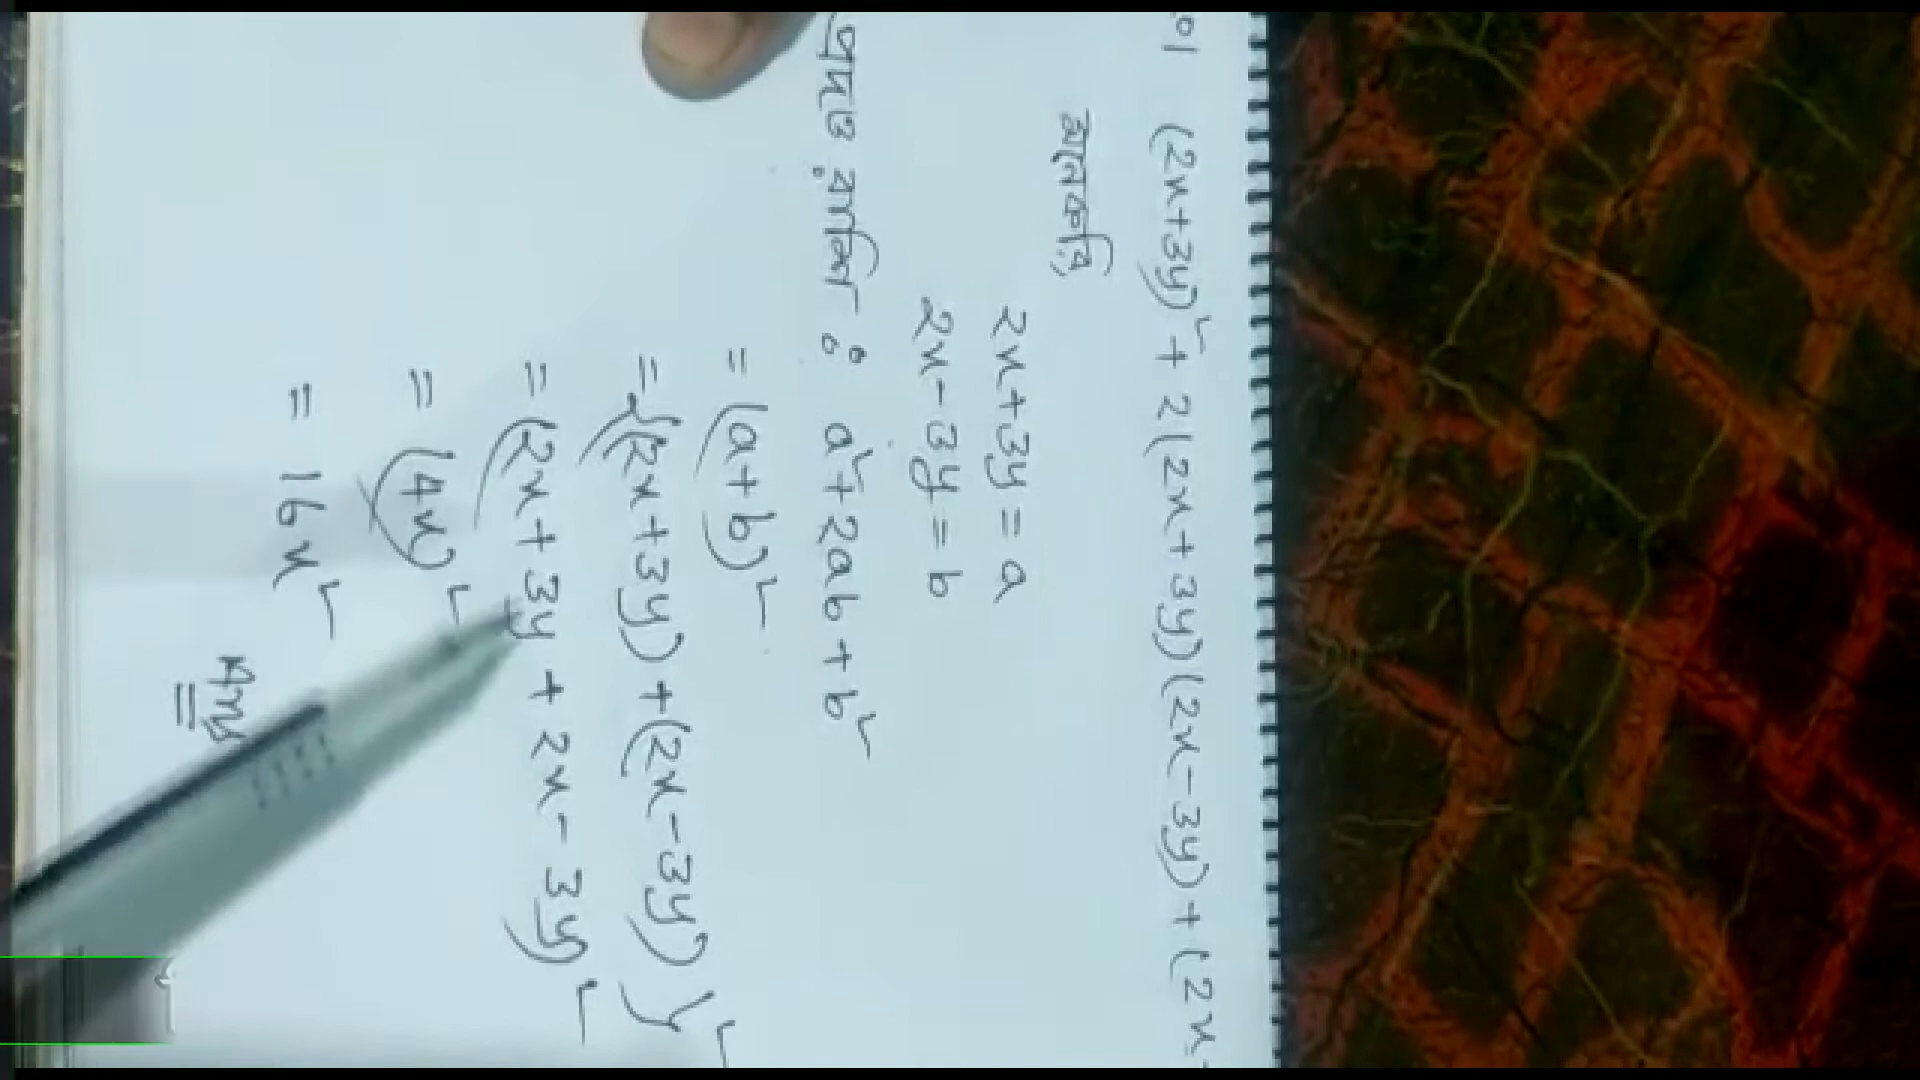 ১০। (2x+3y)² + 2(2x+3y)(2x-3y) + (2x-
মনেকরি,
2x+3y = a
2x-3y = b
প্রদত্ত রাশি : a²+2ab+b²
= (a+b)²
= {(2x+3y)+(2x-3y)}²
= (2x+3y+2x-3y)²
= (4x)²
= 16x²
Ans